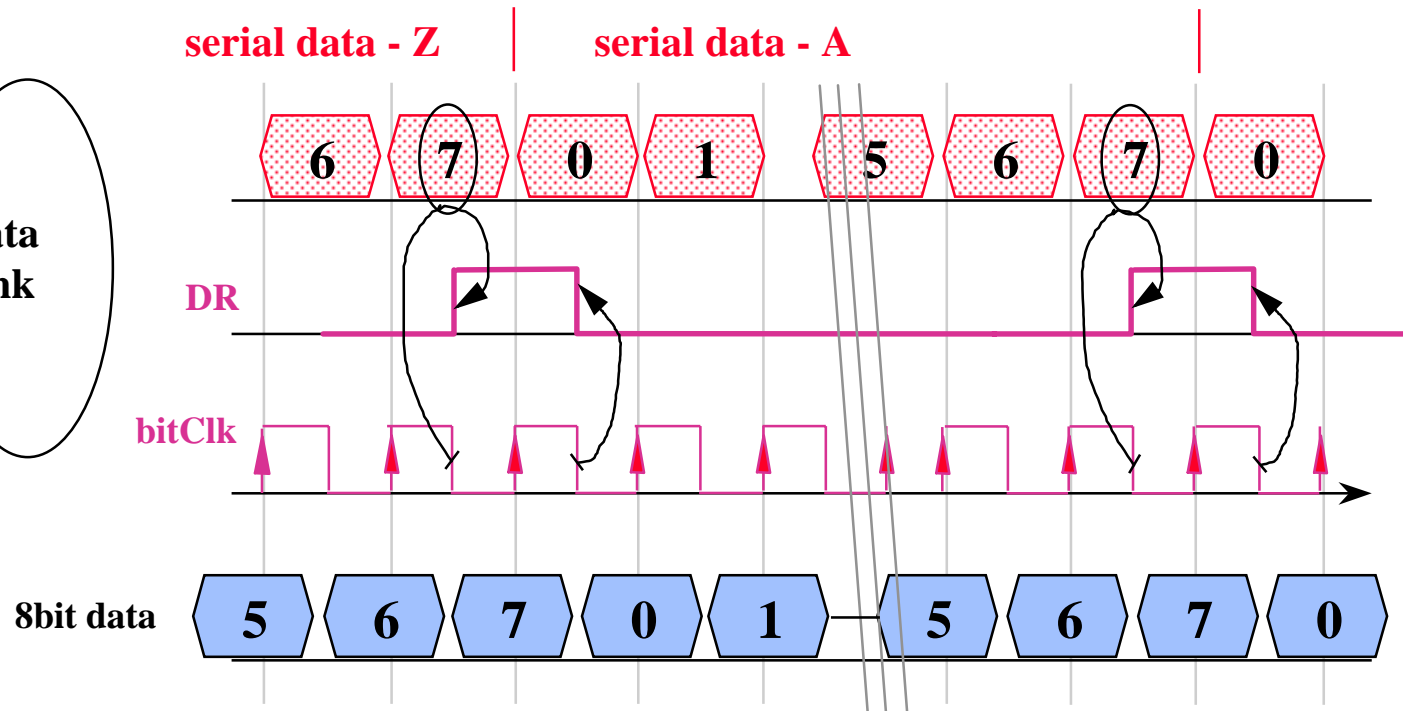 serial data - Z serial data - A
6 7 0 1 5 6 7 0
DR
bitClk
8bit data 5 6 7 0 1 5 6 7 0